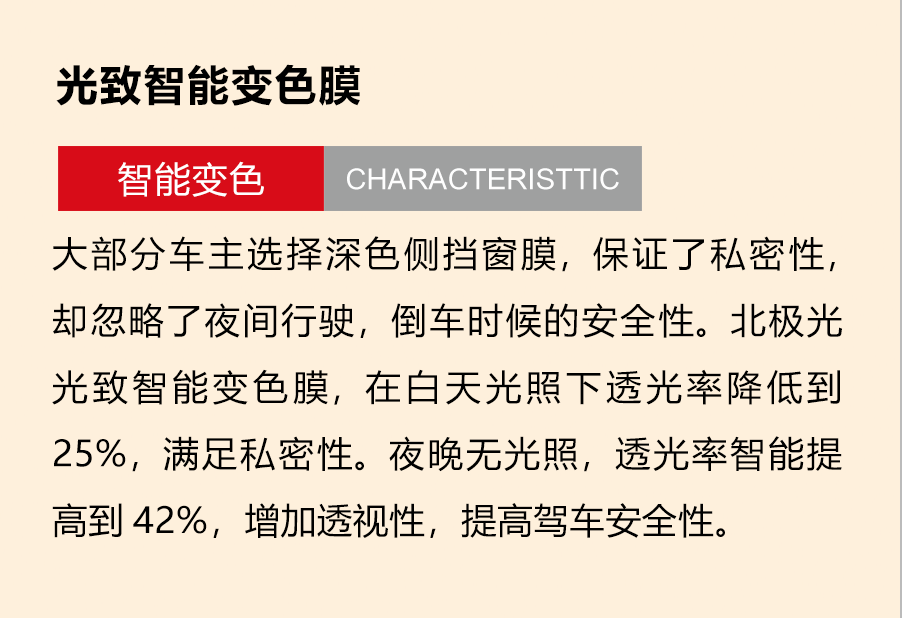 光致智能变色膜
智能变色 CHARACTERISTTIC
大部分车主选择深色侧挡窗膜，保证了私密性，
却忽略了夜间行驶，倒车时候的安全性。北极光
光致智能变色膜，在白天光照下透光率降低到
25%，满足私密性。夜晚无光照，透光率智能提
高到 42%，增加透视性，提高驾车安全性。